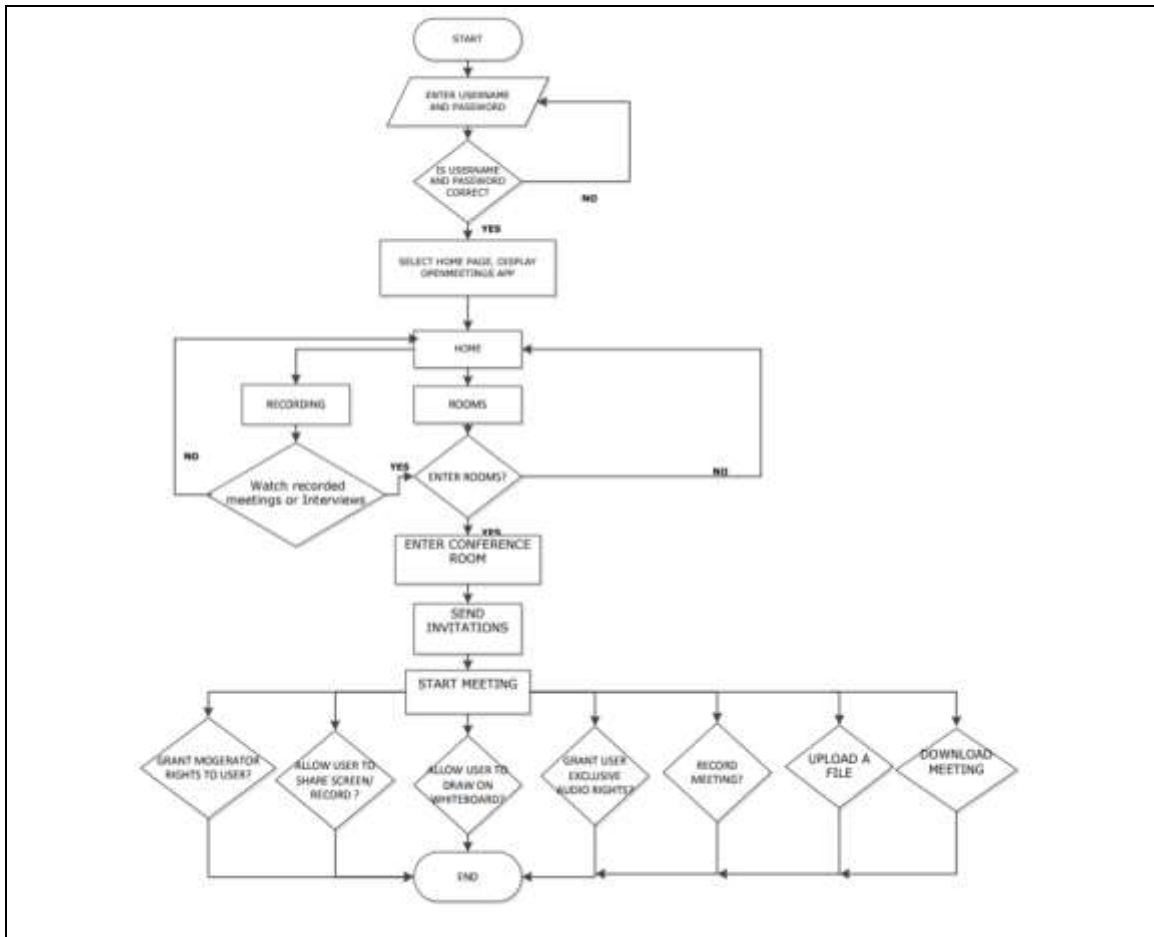 START
ENTER USERNAME
AND PASSWORD
IS USERNAME
AND PASSWORD
CORRECT?
NO
YES
SELECT HOME PAGE, DISPLAY
OPENMEETINGS APP
HOME
RECORDING
ROOMS
NO
Watch recorded
meetings or Interviews
YES
ENTER ROOMS?
NO
YES
ENTER CONFERENCE
ROOM
SEND
INVITATIONS
START MEETING
GRANT MOGERATOR
RIGHTS TO USER?
ALLOW USER TO
SHARE SCREEN/
RECORD ?
ALLOW USER TO
DRAW ON
WHITEBOARD?
GRANT USER
EXCLUSIVE
AUDIO RIGHTS?
RECORD
MEETING?
UPLOAD A
FILE
DOWNLOAD
MEETING
END